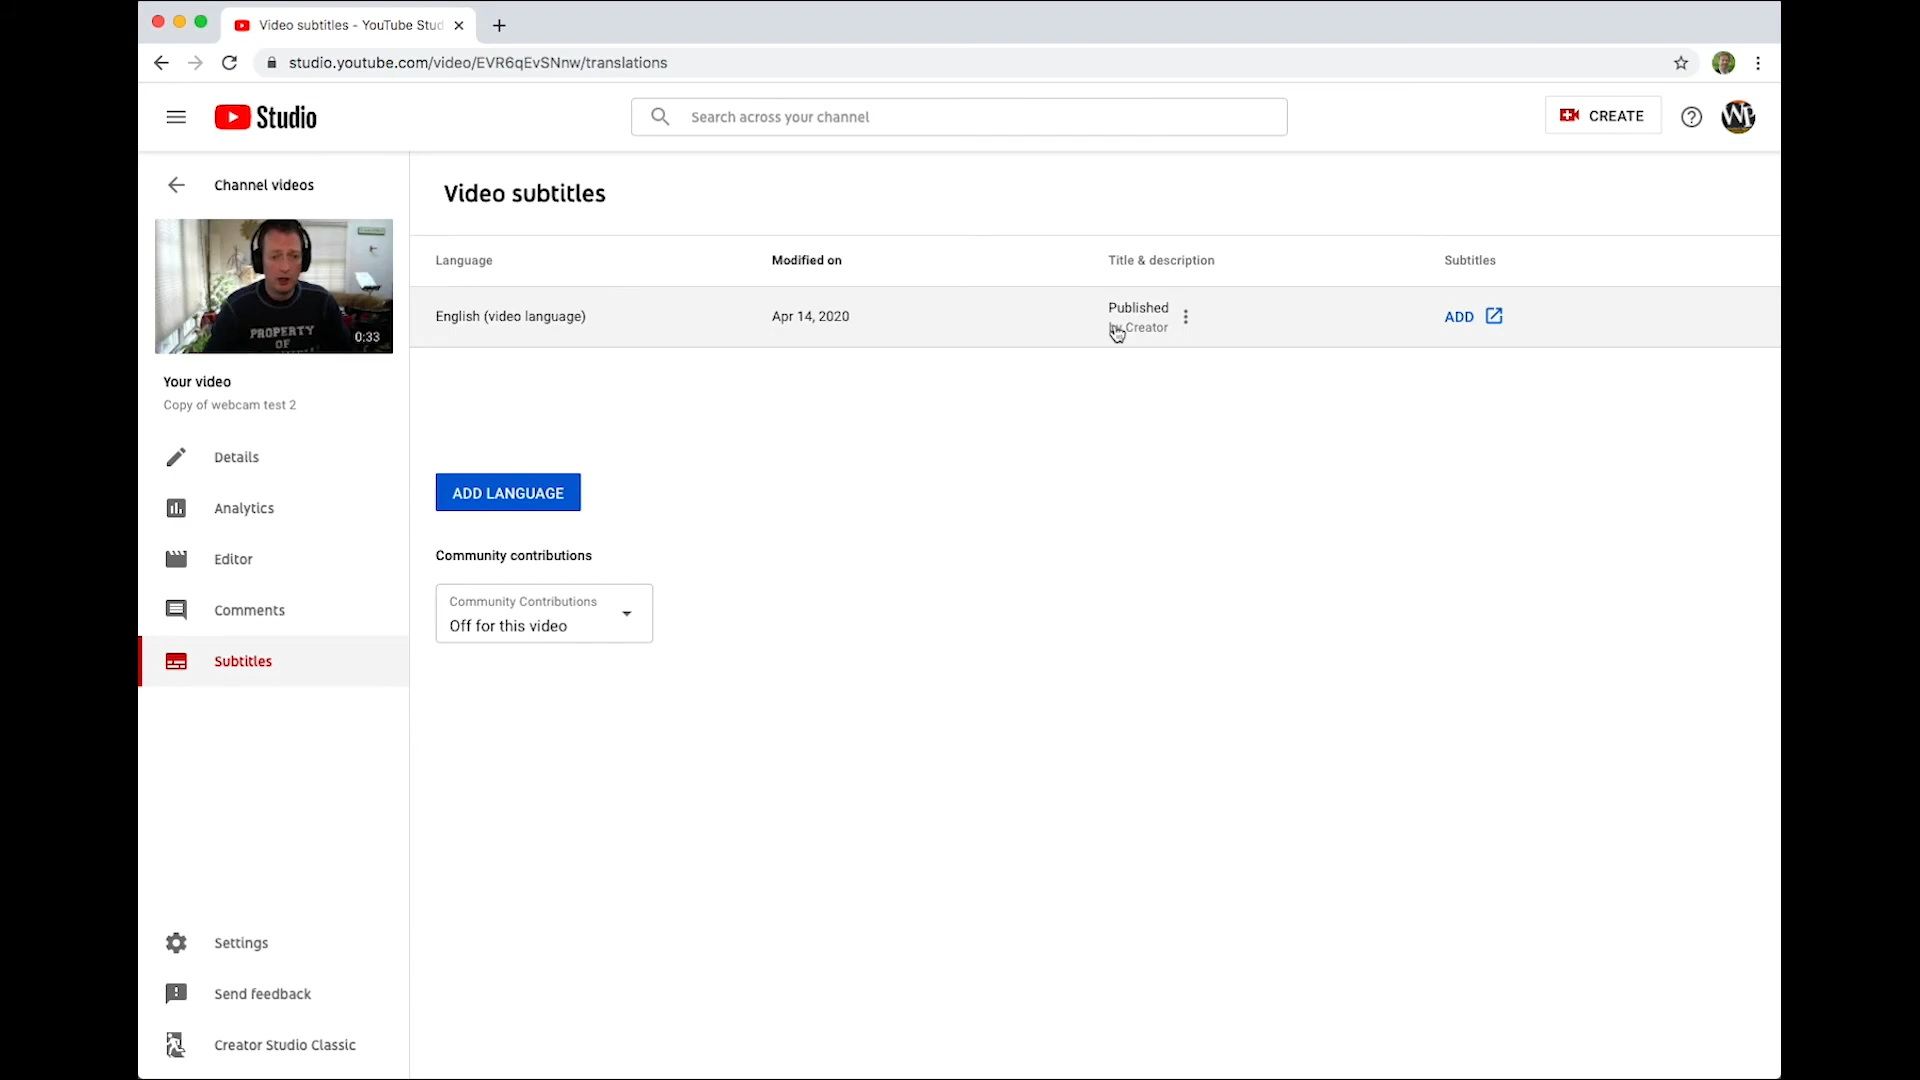 Video subtitles - YouTube Stud
studio.youtube.com/video/EVR6qEvSNnw/translations
Studio
Search across your channel
CREATE
Channel videos
Video subtitles
Language
Modified on
Title & description
Subtitles
English (video language)
Apr 14, 2020
Published
by Creator
ADD
PROPERTY
OF
0:33
Your video
Copy of webcam test 2
Details
Analytics
Editor
Comments
Subtitles
ADD LANGUAGE
Community contributions
Community Contributions
Off for this video
Settings
Send feedback
Creator Studio Classic